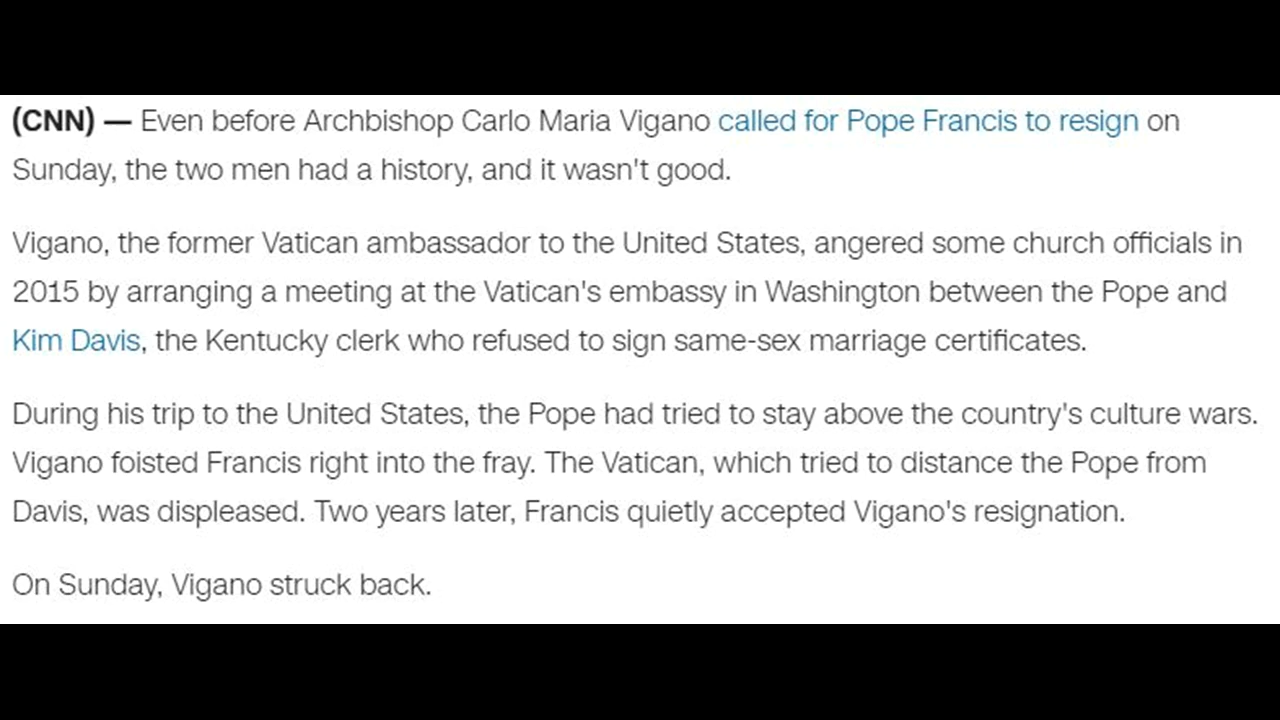 (CNN) — Even before Archbishop Carlo Maria Vigano called for Pope Francis to resign on
Sunday, the two men had a history, and it wasn't good.
Vigano, the former Vatican ambassador to the United States, angered some church officials in
2015 by arranging a meeting at the Vatican's embassy in Washington between the Pope and
Kim Davis, the Kentucky clerk who refused to sign same-sex marriage certificates.
During his trip to the United States, the Pope had tried to stay above the country's culture wars.
Vigano foisted Francis right into the fray. The Vatican, which tried to distance the Pope from
Davis, was displeased. Two years later, Francis quietly accepted Vigano's resignation.
On Sunday, Vigano struck back.